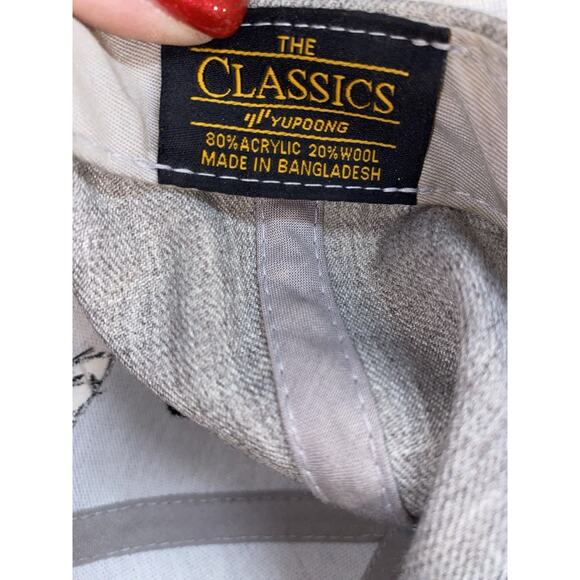 THE
CLASSICS
YUPOONG
80% ACRYLIC 20% WOOL
MADE IN BANGLADESH